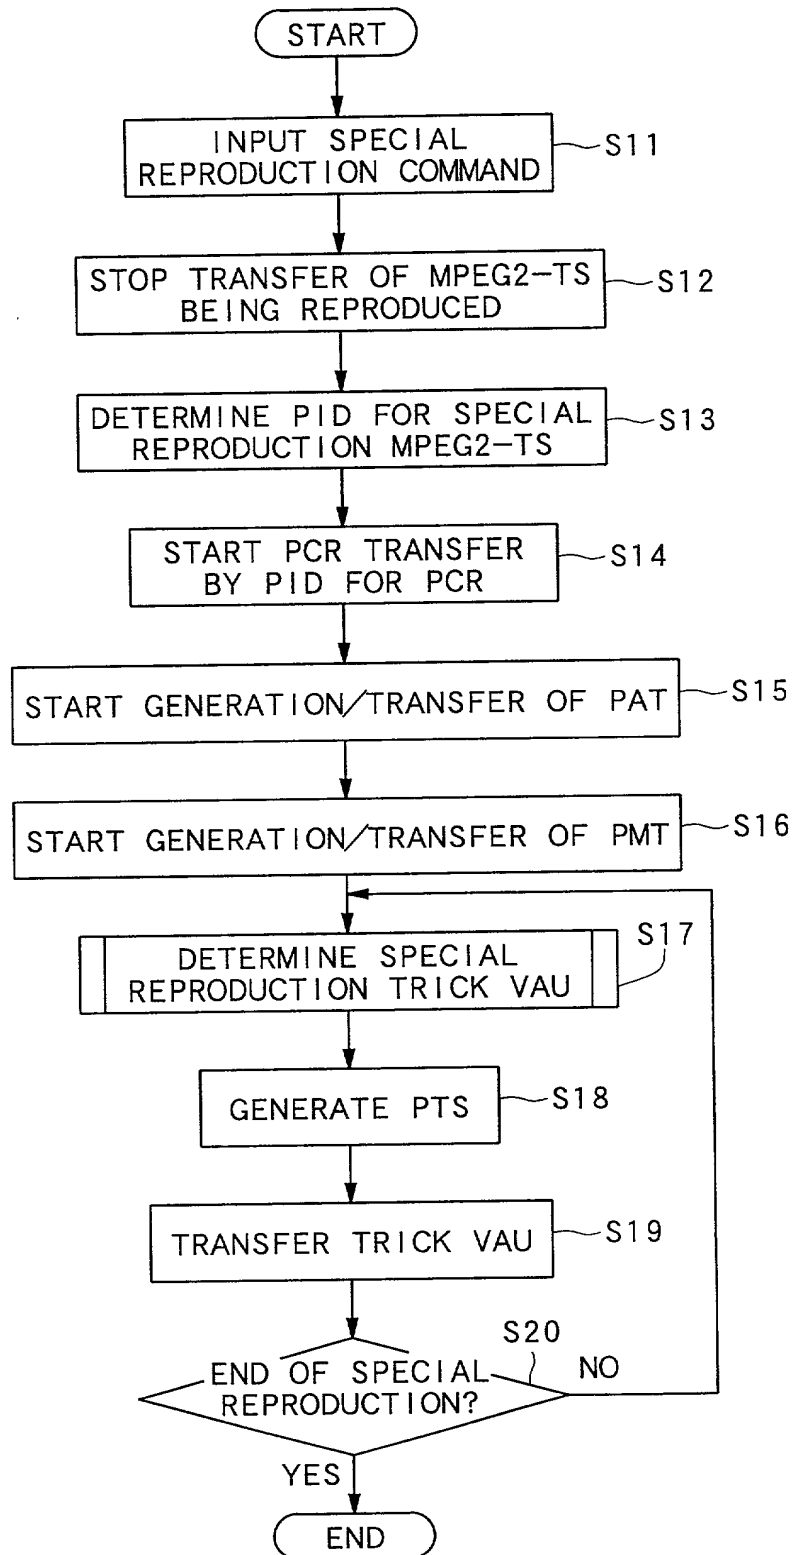 START
INPUT SPECIAL
REPRODUCTION COMMAND
S11
STOP TRANSFER OF MPEG2-TS
BEING REPRODUCED
S12
DETERMINE PID FOR SPECIAL
REPRODUCTION MPEG2-TS
S13
START PCR TRANSFER
BY PID FOR PCR
S14
START GENERATION/TRANSFER OF PAT
S15
START GENERATION/TRANSFER OF PMT
S16
DETERMINE SPECIAL
REPRODUCTION TRICK VAU
S17
GENERATE PTS
S18
TRANSFER TRICK VAU
S19
END OF SPECIAL
REPRODUCTION?
S20
NO
YES
END